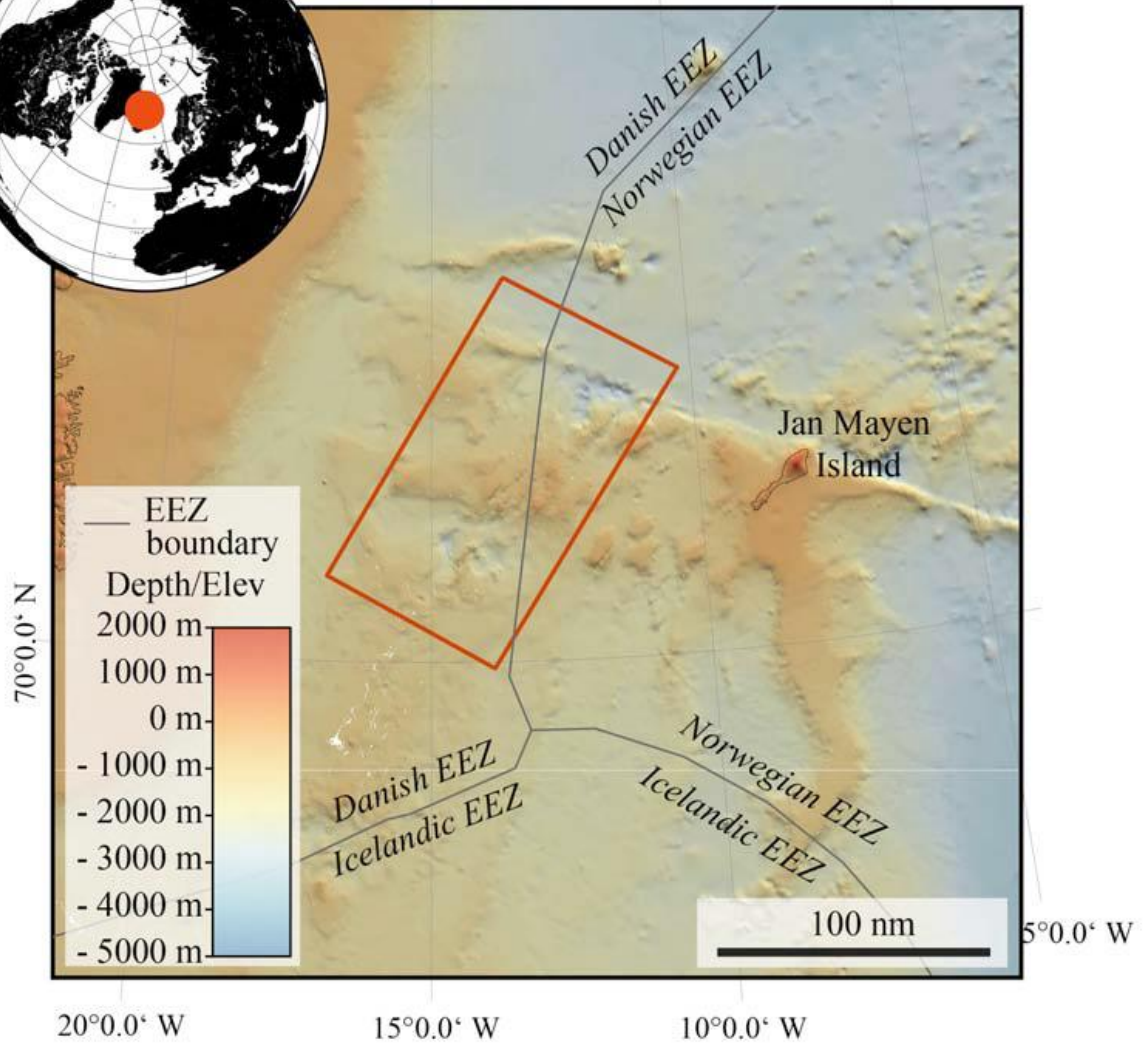 Danish EEZ
Norwegian EEZ
Jan Mayen
Island
EEZ
boundary
Depth/Elev
2000 m
1000 m
0 m
- 1000 m
- 2000 m
- 3000 m
- 4000 m
- 5000 m
70°0.0‘ N
Danish EEZ
Icelandic EEZ
Norwegian EEZ
Icelandic EEZ
100 nm
5°0.0‘ W
20°0.0‘ W
15°0.0‘ W
10°0.0‘ W